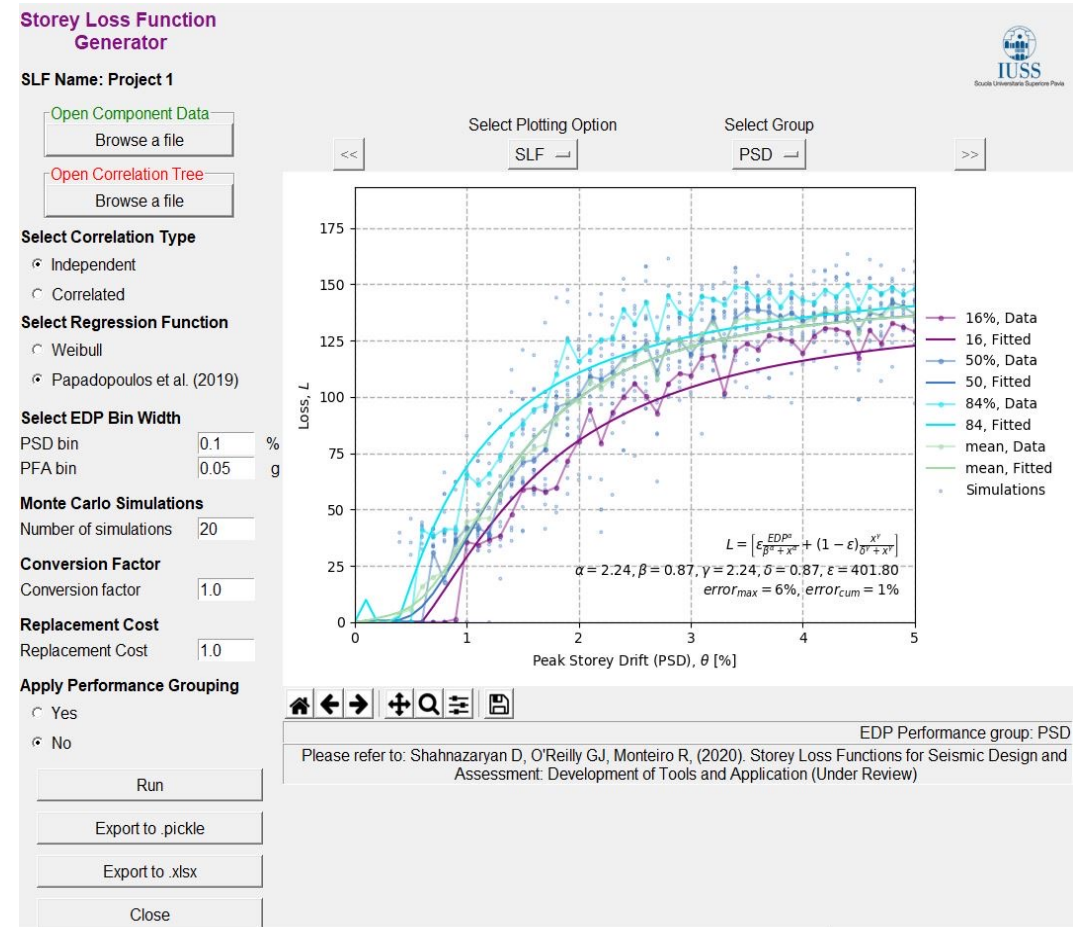 Storey Loss Function
Generator
SLF Name: Project 1
Open Component Data
Browse a file
Open Correlation Tree
Browse a file
Select Correlation Type
Independent
Correlated
Select Regression Function
Weibull
Papadopoulos et al. (2019)
Select EDP Bin Width
PSD bin 0.1 %
PFA bin 0.05 g
Monte Carlo Simulations
Number of simulations 20
Conversion Factor
Conversion factor 1.0
Replacement Cost
Replacement Cost 1.0
Apply Performance Grouping
Yes
No
Run
Export to .pickle
Export to .xlsx
Close
IUSS
Scuola Universitaria Superiore Pavia
Select Plotting Option Select Group
<< SLF PSD >>
Loss, L
175
150
125
100
75
50
25
0
0 1 2 3 4 5
Peak Storey Drift (PSD), θ [%]
L = [ε EDP^α / β^α + x^α + (1 − ε) x^γ / δ^γ + x^γ]
α = 2.24, β = 0.87, γ = 2.24, δ = 0.87, ε = 401.80
error_max = 6%, error_cum = 1%
16%, Data
16, Fitted
50%, Data
50, Fitted
84%, Data
84, Fitted
mean, Data
mean, Fitted
Simulations
EDP Performance group: PSD
Please refer to: Shahnazaryan D, O'Reilly GJ, Monteiro R, (2020). Storey Loss Functions for Seismic Design and
Assessment: Development of Tools and Application (Under Review)